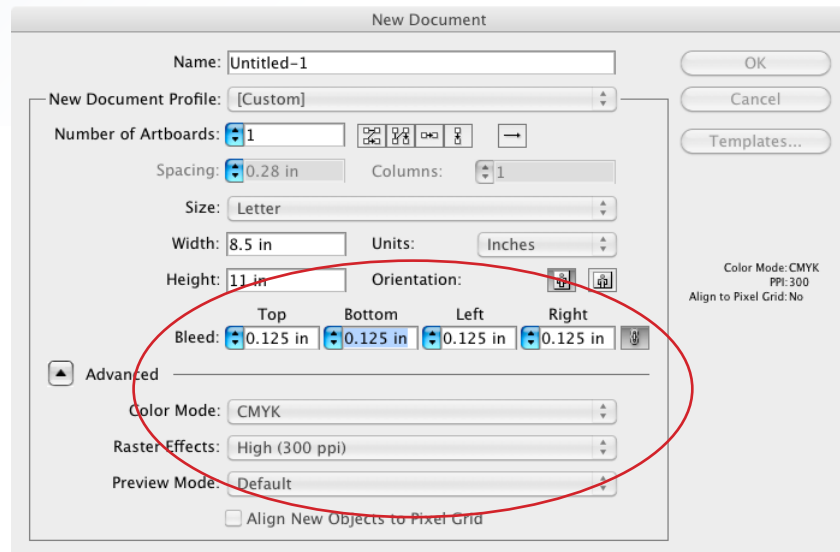 New Document
Name: Untitled-1
OK
New Document Profile: [Custom]
Cancel
Number of Artboards: 1
Templates...
Spacing: 0.28 in Columns: 1
Size: Letter
Width: 8.5 in Units: Inches
Height: 11 in Orientation:
Color Mode: CMYK
PPI: 300
Align to Pixel Grid: No
Top Bottom Left Right
Bleed: 0.125 in 0.125 in 0.125 in 0.125 in
Advanced
Color Mode: CMYK
Raster Effects: High (300 ppi)
Preview Mode: Default
Align New Objects to Pixel Grid